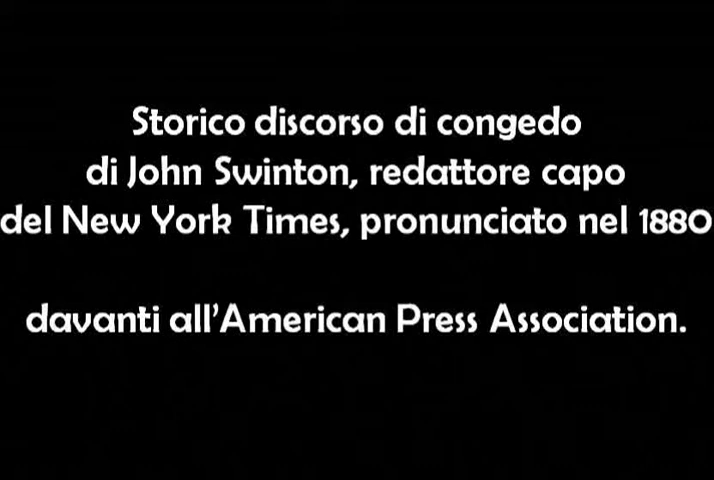 Storico discorso di congedo
di John Swinton, redattore capo
del New York Times, pronunciato nel 1880
davanti all'American Press Association.